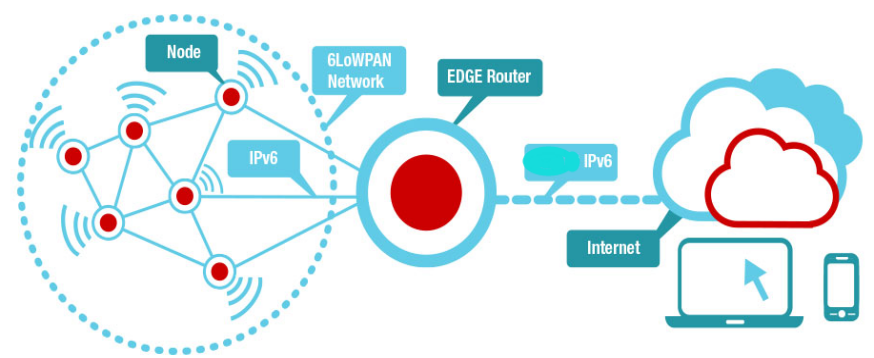 Node
6LoWPAN
Network
EDGE Router
IPv6
IPv6
Internet